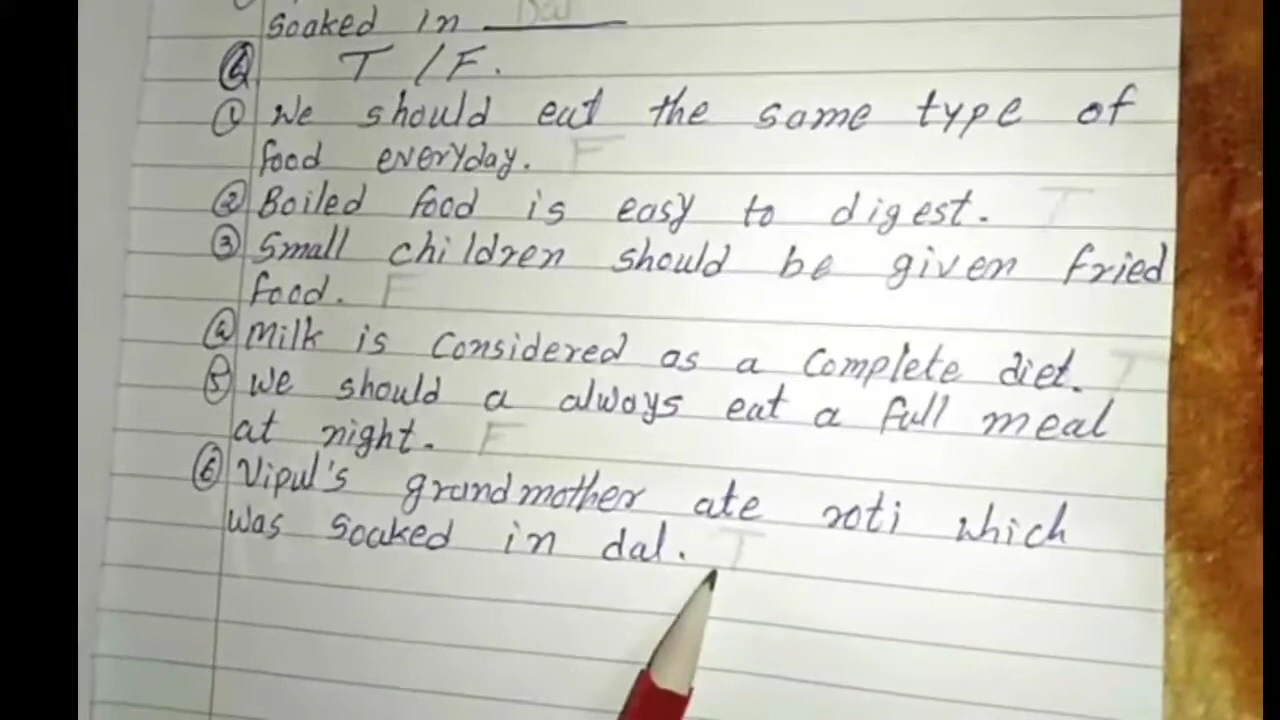 soaked in Dal
Q T / F.
① We should eat the same type of
food everyday. F
② Boiled food is easy to digest. T
③ Small children should be given fried
food. F
④ Milk is considered as a complete diet. T
⑤ We should a always eat a full meal
at night. F
⑥ Vipul's grandmother ate roti which
was soaked in dal. T